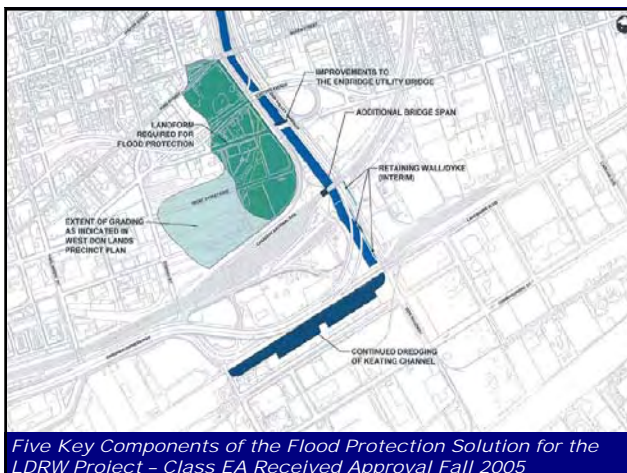 IMPROVEMENTS TO
THE ENBRIDGE UTILITY BRIDGE
ADDITIONAL BRIDGE SPAN
LANDFORM
REQUIRED FOR
FLOOD PROTECTION
RETAINING WALL/DYKE
(INTERIM)
EXTENT OF GRADING
AS INDICATED IN
WEST DON LANDS
PRECINCT PLAN
CONTINUED DREDGING
OF KEATING CHANNEL
Five Key Components of the Flood Protection Solution for the
LDRW Project – Class EA Received Approval Fall 2005